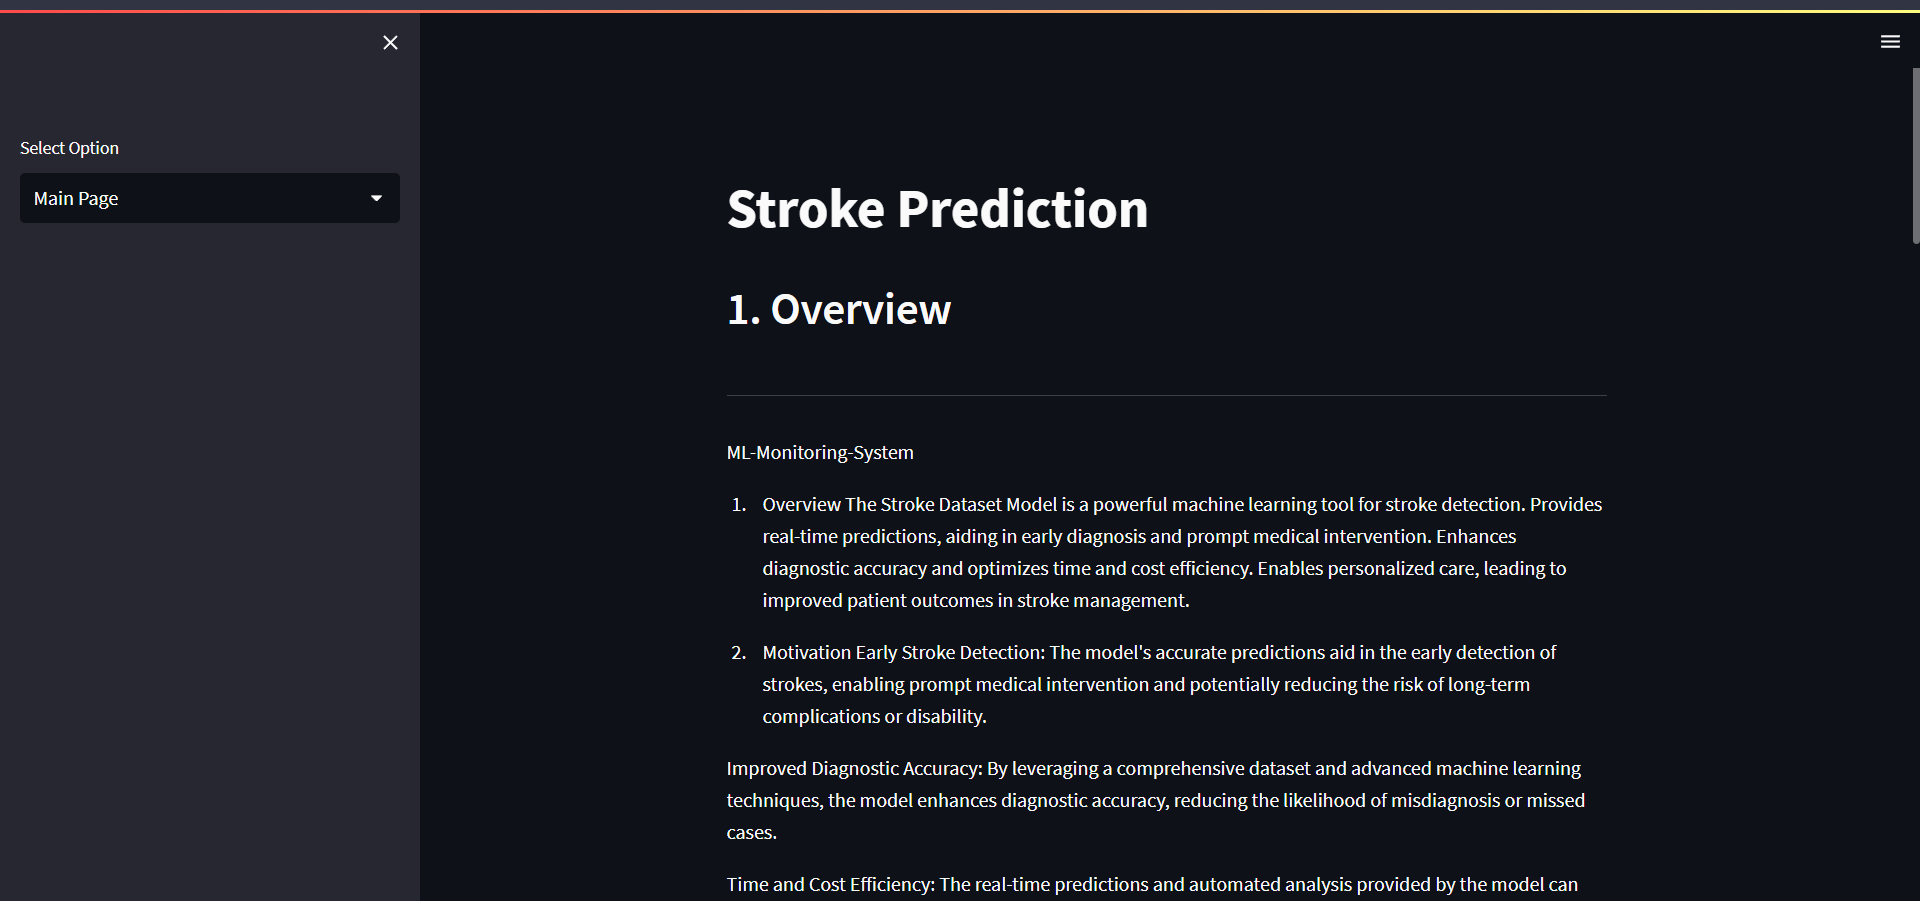 Select Option
Main Page
Stroke Prediction
1. Overview
ML-Monitoring-System
1. Overview The Stroke Dataset Model is a powerful machine learning tool for stroke detection. Provides
real-time predictions, aiding in early diagnosis and prompt medical intervention. Enhances
diagnostic accuracy and optimizes time and cost efficiency. Enables personalized care, leading to
improved patient outcomes in stroke management.
2. Motivation Early Stroke Detection: The model's accurate predictions aid in the early detection of
strokes, enabling prompt medical intervention and potentially reducing the risk of long-term
complications or disability.
Improved Diagnostic Accuracy: By leveraging a comprehensive dataset and advanced machine learning
techniques, the model enhances diagnostic accuracy, reducing the likelihood of misdiagnosis or missed
cases.
Time and Cost Efficiency: The real-time predictions and automated analysis provided by the model can